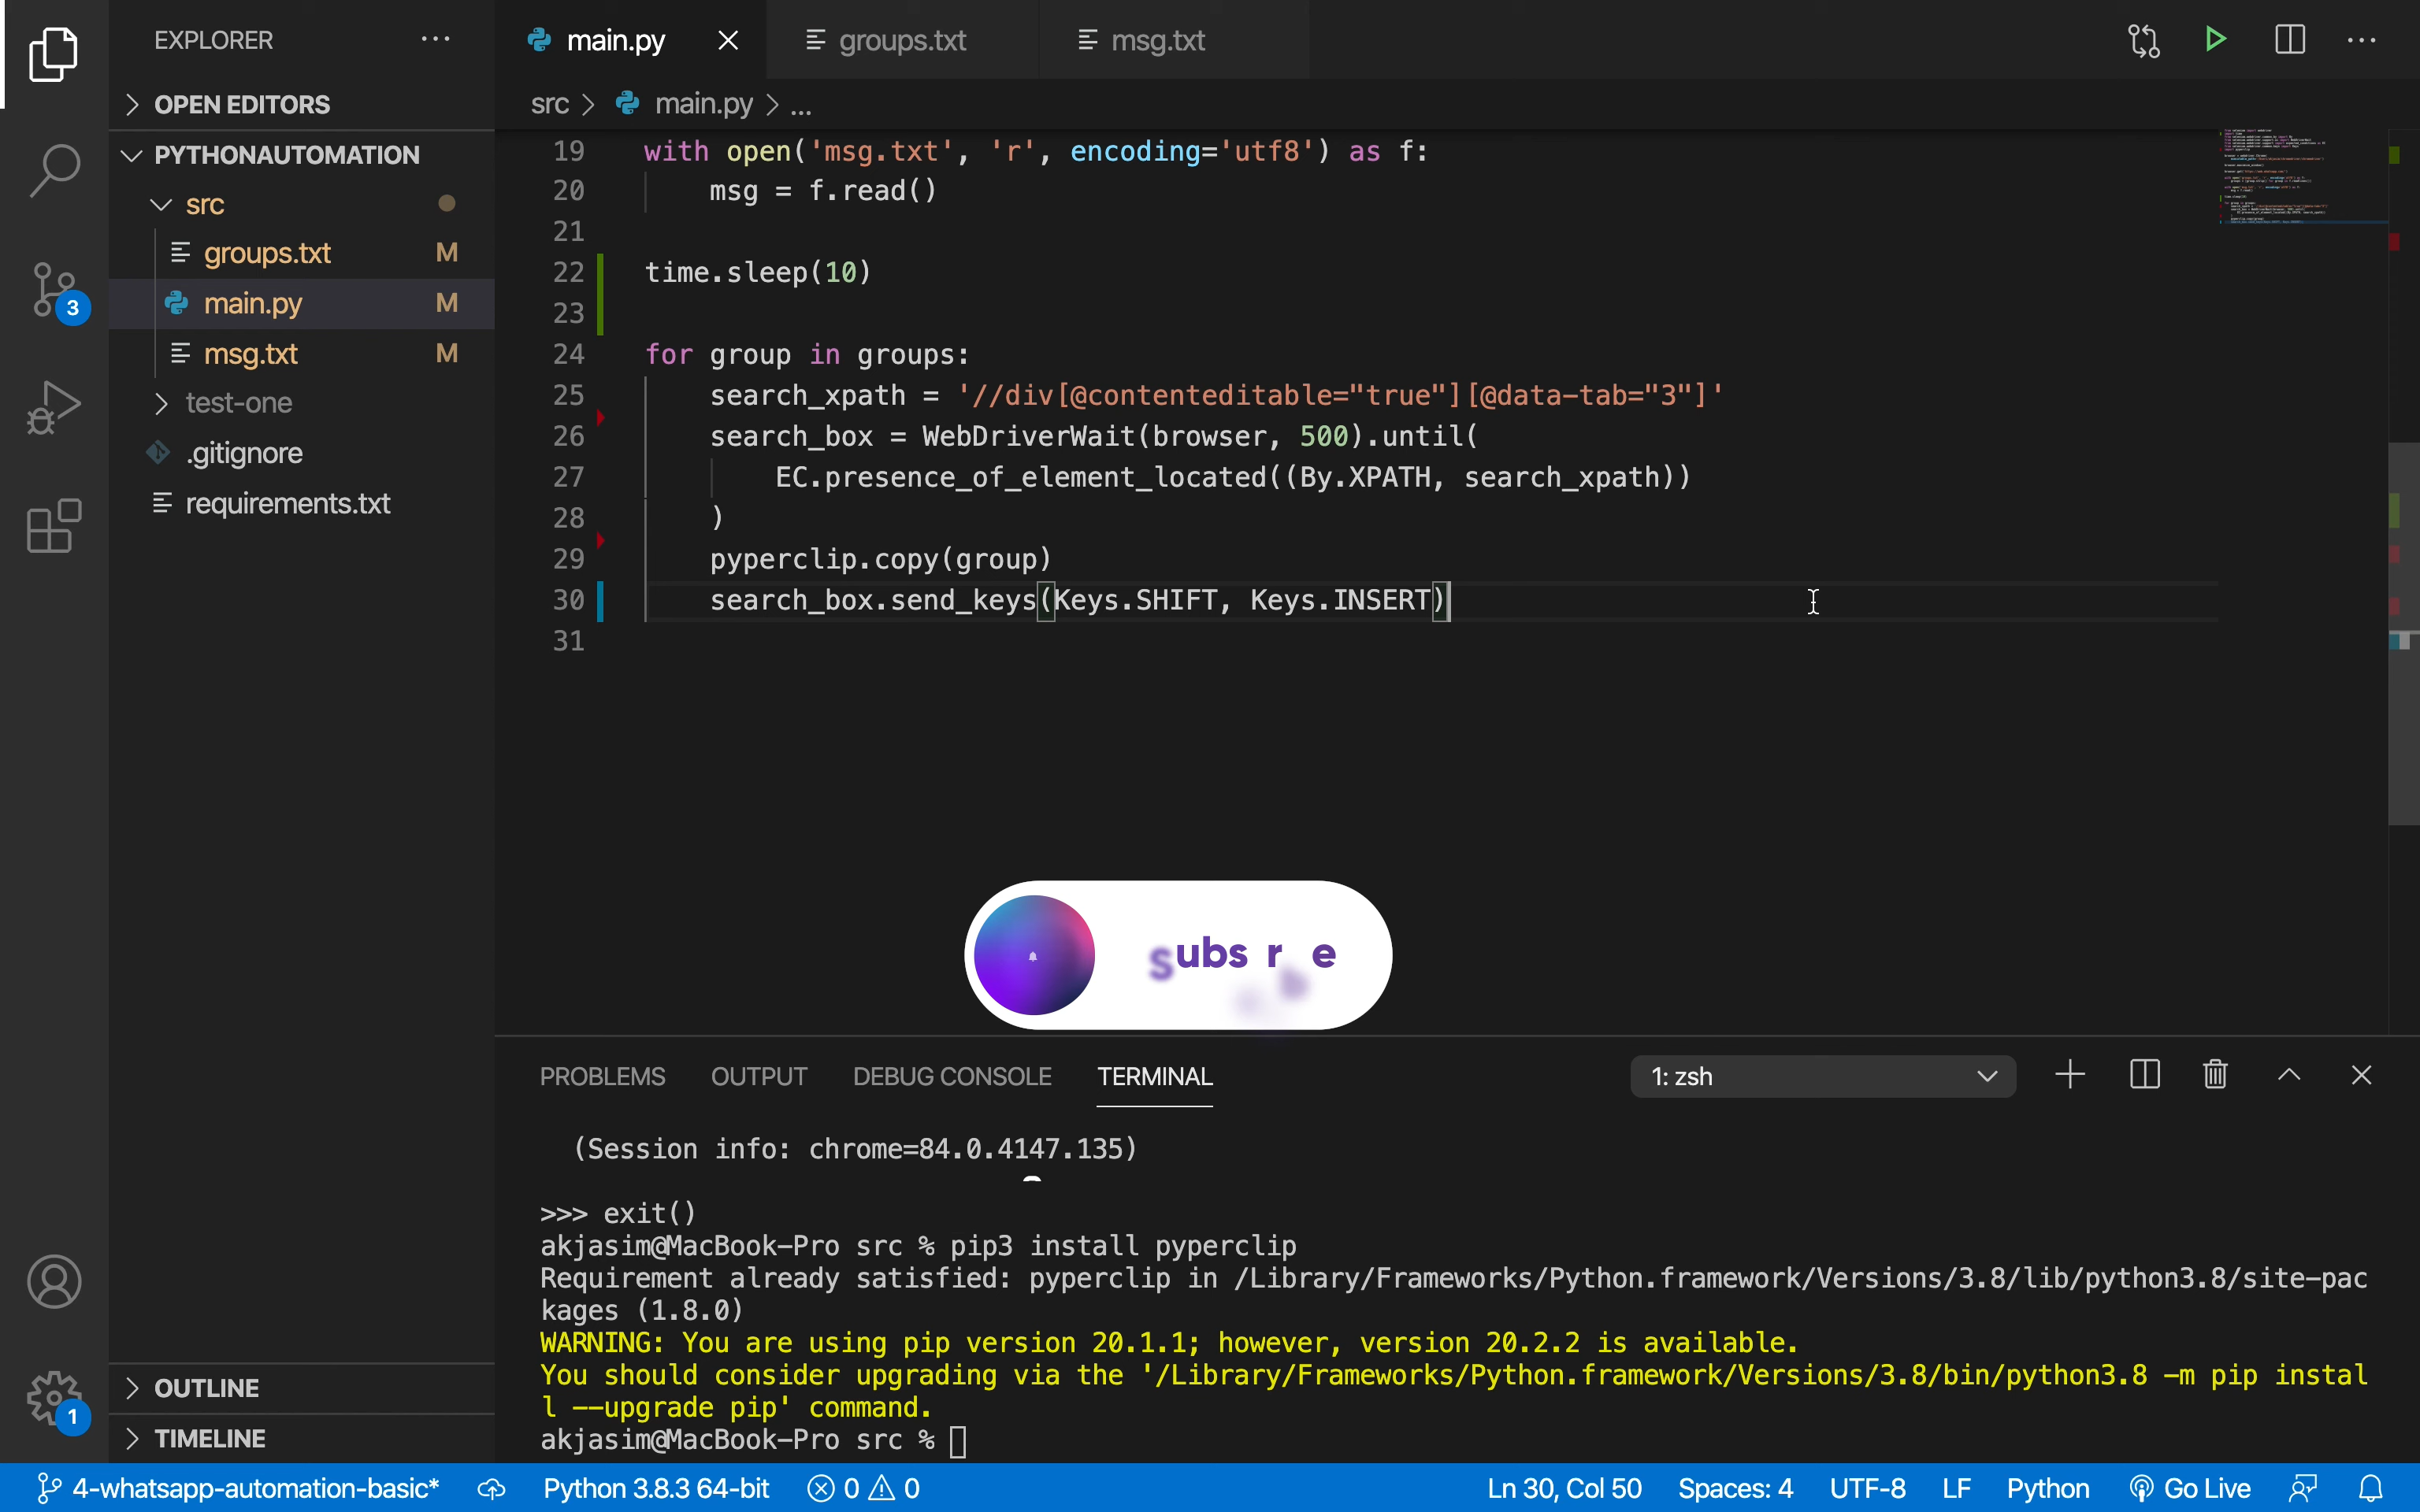 EXPLORER
main.py
groups.txt
msg.txt
OPEN EDITORS
src > main.py > ...
PYTHONAUTOMATION
src
groups.txt M
main.py M
msg.txt M
test-one
.gitignore
requirements.txt
3
19 with open('msg.txt', 'r', encoding='utf8') as f:
20 msg = f.read()
21
22 time.sleep(10)
23
24 for group in groups:
25 search_xpath = '//div[@contenteditable="true"][@data-tab="3"]'
26 search_box = WebDriverWait(browser, 500).until(
27 EC.presence_of_element_located((By.XPATH, search_xpath))
28 )
29 pyperclip.copy(group)
30 search_box.send_keys(Keys.SHIFT, Keys.INSERT)
31
PROBLEMS OUTPUT DEBUG CONSOLE TERMINAL
1: zsh
(Session info: chrome=84.0.4147.135)
>>> exit()
akjasim@MacBook-Pro src % pip3 install pyperclip
Requirement already satisfied: pyperclip in /Library/Frameworks/Python.framework/Versions/3.8/lib/python3.8/site-pac
kages (1.8.0)
WARNING: You are using pip version 20.1.1; however, version 20.2.2 is available.
You should consider upgrading via the '/Library/Frameworks/Python.framework/Versions/3.8/bin/python3.8 -m pip instal
l --upgrade pip' command.
akjasim@MacBook-Pro src %
OUTLINE
1
TIMELINE
4-whatsapp-automation-basic*
Python 3.8.3 64-bit
0 0
Ln 30, Col 50
Spaces: 4
UTF-8
LF
Python
Go Live